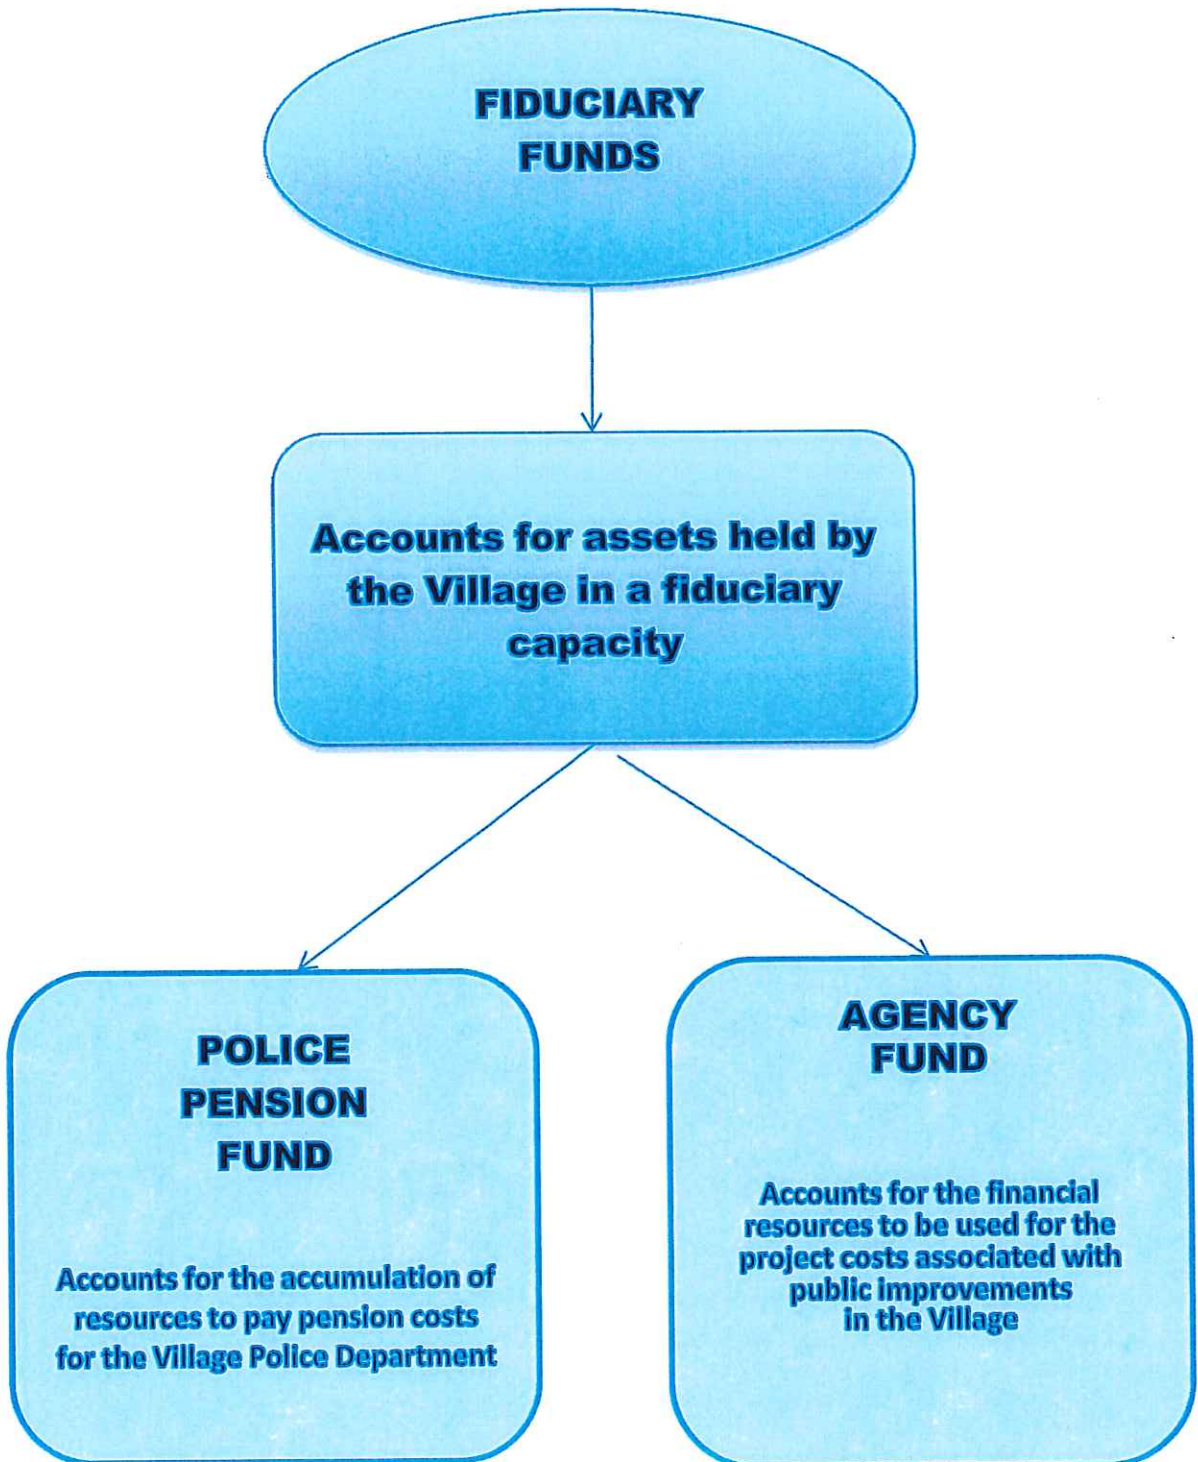 FIDUCIARY
FUNDS
Accounts for assets held by
the Village in a fiduciary
capacity
POLICE
PENSION
FUND
Accounts for the accumulation of
resources to pay pension costs
for the Village Police Department
AGENCY
FUND
Accounts for the financial
resources to be used for the
project costs associated with
public improvements
in the Village